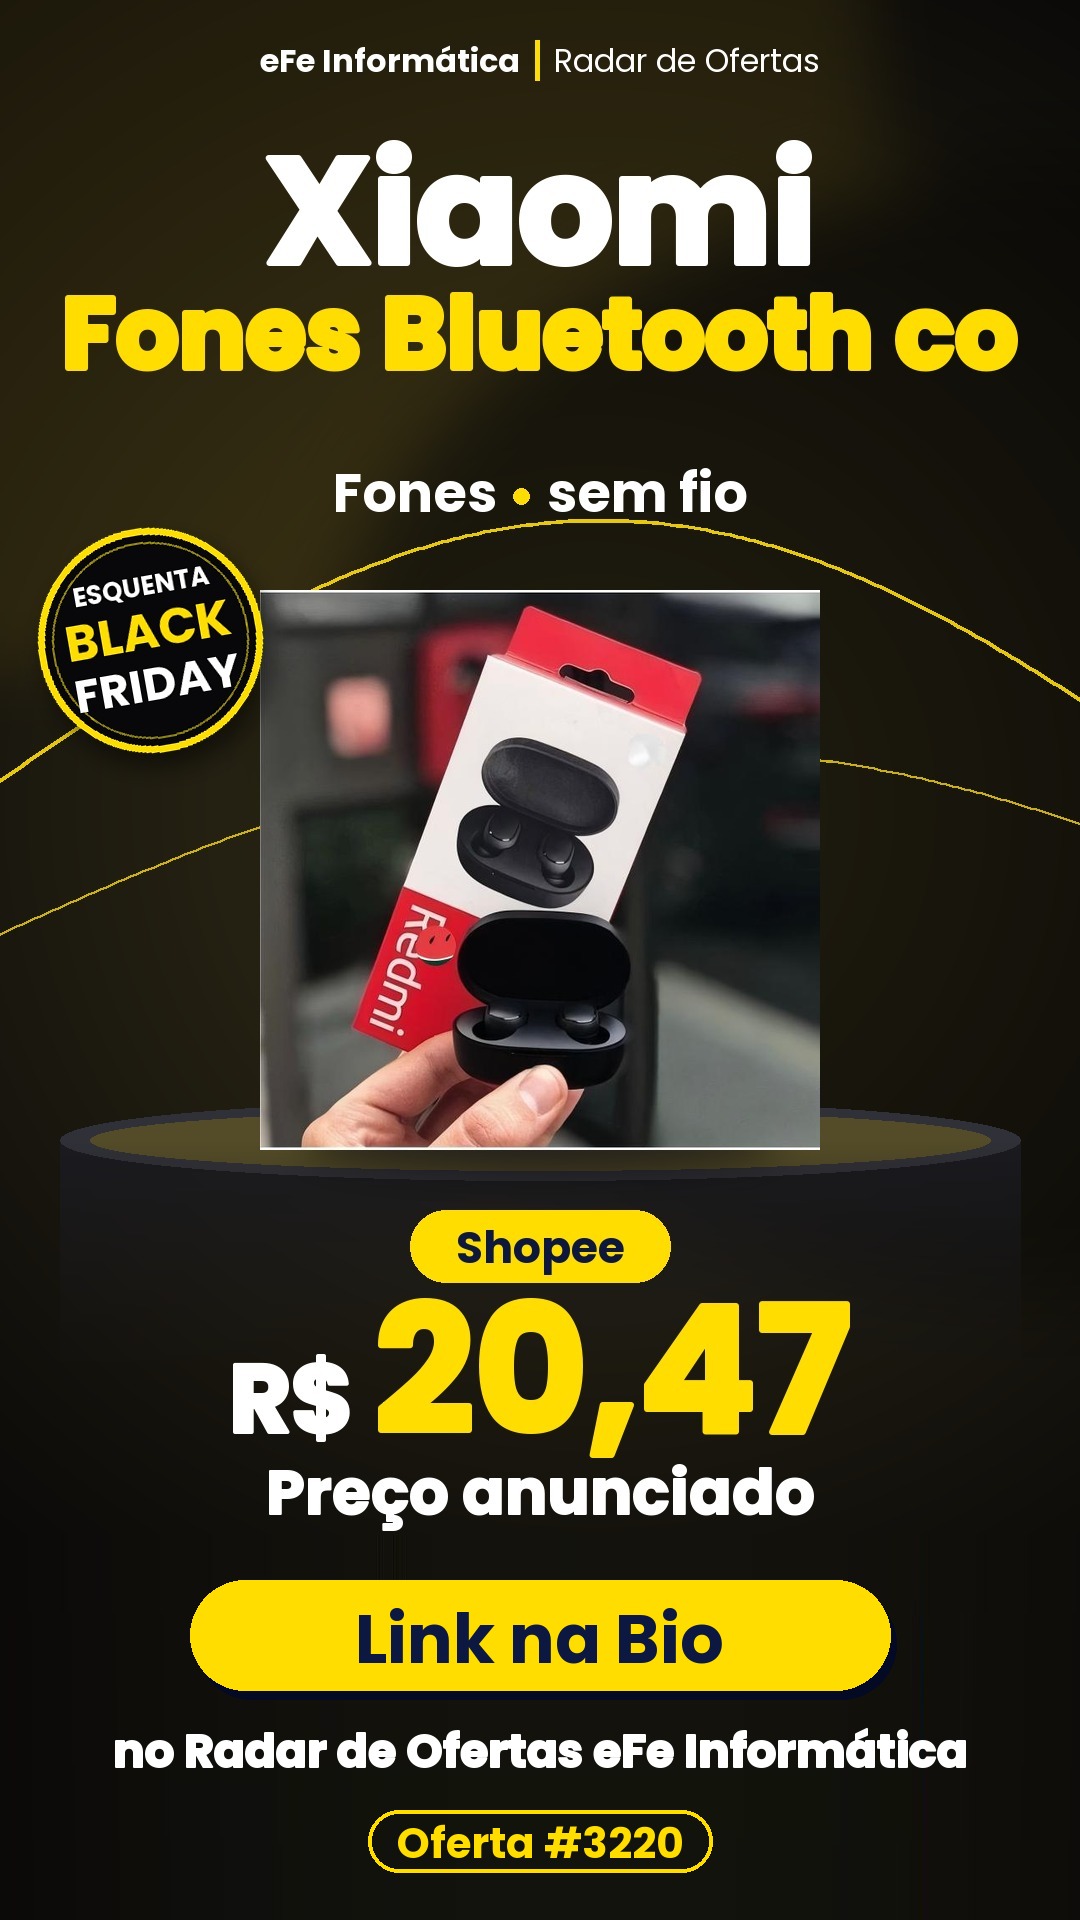 eFe Informática | Radar de Ofertas
Xiaomi
Fones Bluetooth co
Fones • sem fio
ESQUENTA
BLACK
FRIDAY
Redmi
Shopee
R$ 20,47
Preço anunciado
Link na Bio
no Radar de Ofertas eFe Informática
Oferta #3220